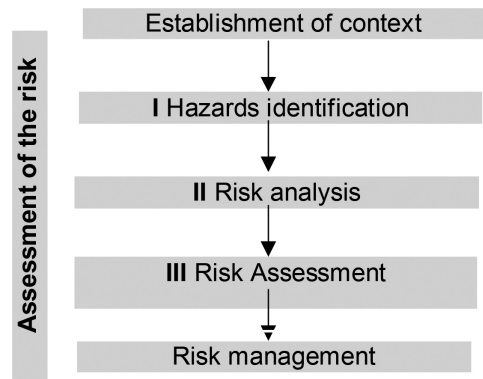 Assessment of the risk
Establishment of context
I Hazards identification
II Risk analysis
III Risk Assessment
Risk management